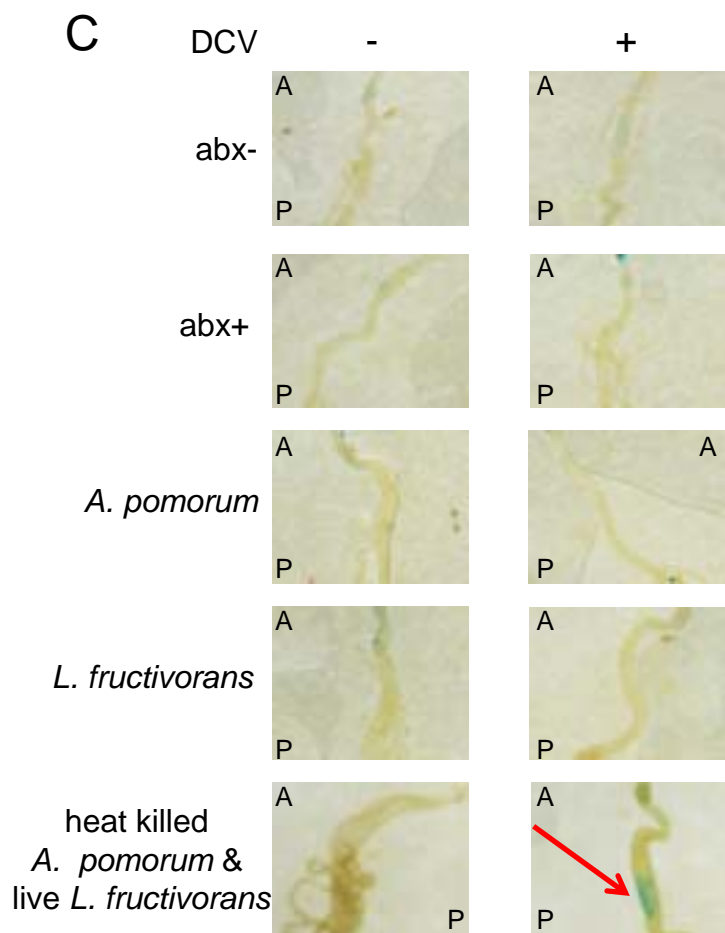 C DCV - +
A A
abx-
P P
A A
abx+
P P
A A
A. pomorum
P P
A A
L. fructivorans
P P
A A
heat killed
A. pomorum &
live L. fructivorans
P P